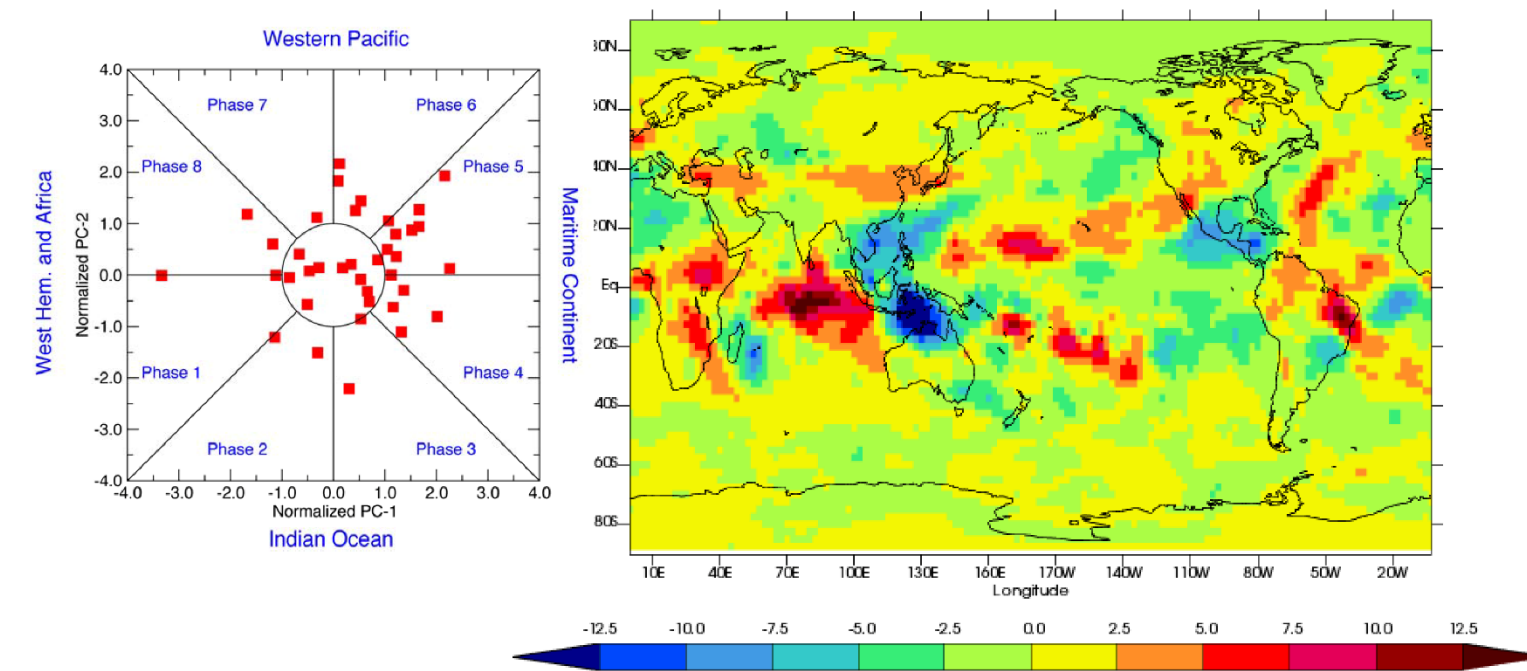 Western Pacific
4.0
3.0
2.0
1.0
0.0
-1.0
-2.0
-3.0
-4.0
Phase 7
Phase 6
Phase 8
Phase 5
Phase 1
Phase 4
Phase 2
Phase 3
West Hem. and Africa
Normalized PC-2
Maritime Continent
-4.0 -3.0 -2.0 -1.0 0.0 1.0 2.0 3.0 4.0
Normalized PC-1
Indian Ocean
40N
20N
Eq
20S
40S
60S
80S
10E 40E 70E 100E 130E 160E 170W 140W 110W 80W 50W 20W
Longitude
-12.5 -10.0 -7.5 -5.0 -2.5 0.0 2.5 5.0 7.5 10.0 12.5